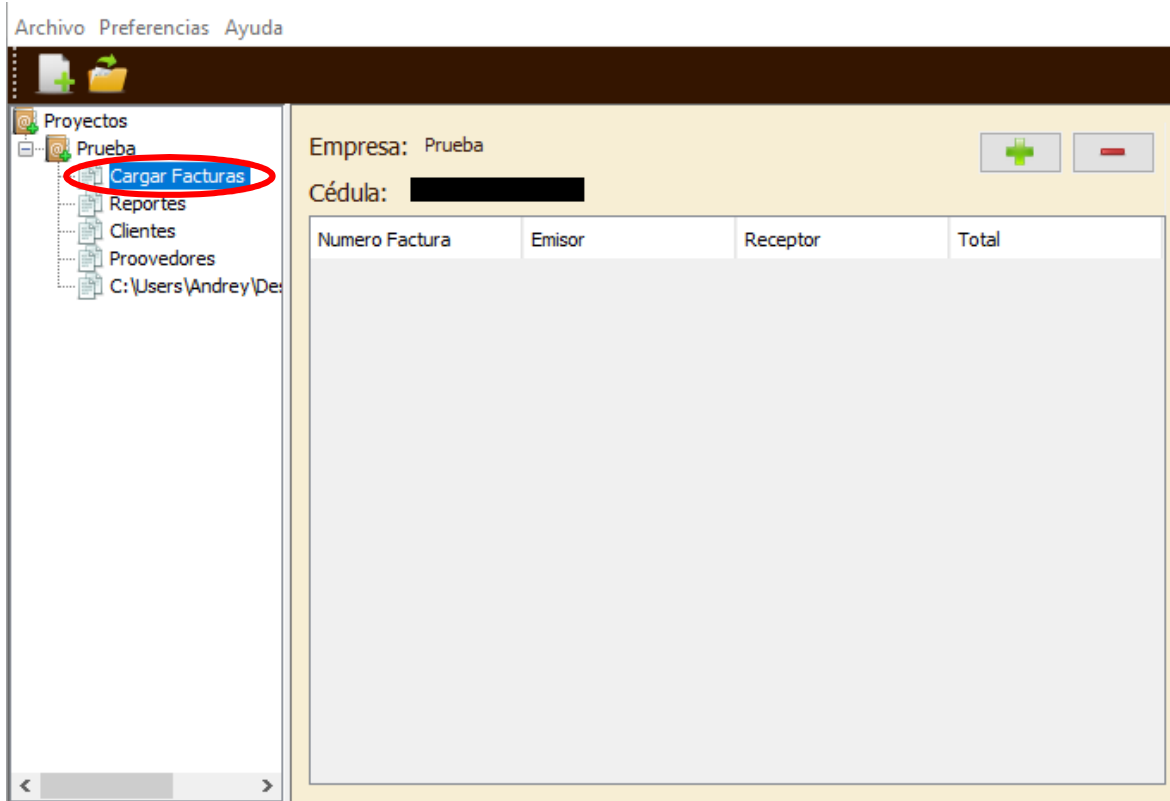 Archivo Preferencias Ayuda
Proyectos
Prueba
Cargar Facturas
Reportes
Clientes
Proovedores
C:\Users\Andrey\De
Empresa: Prueba
Cédula:
Numero Factura Emisor Receptor Total